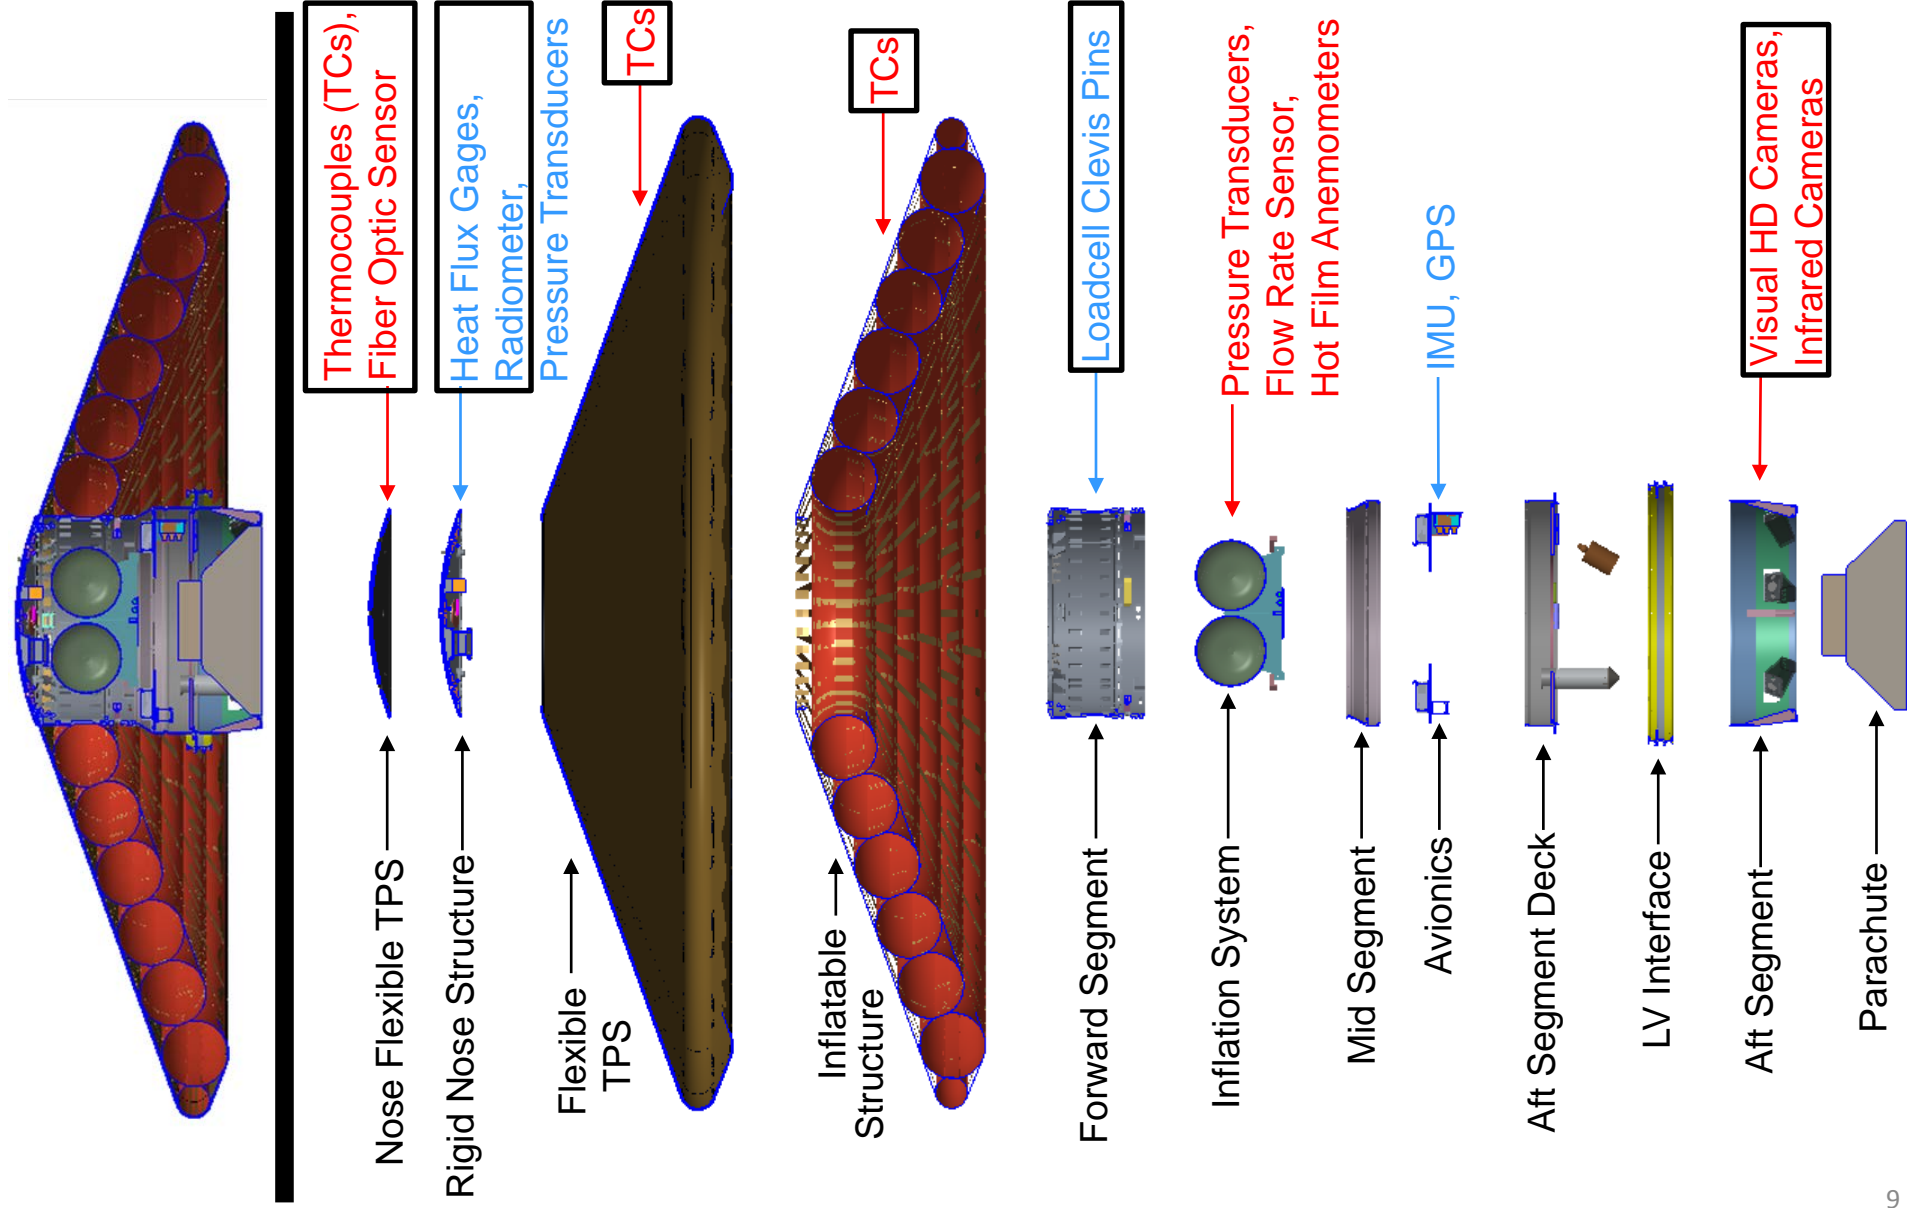 Thermocouples (TCs),
Fiber Optic Sensor
Heat Flux Gages,
Radiometer,
Pressure Transducers
TCs
TCs
Loadcell Clevis Pins
Pressure Transducers,
Flow Rate Sensor,
Hot Film Anemometers
IMU, GPS
Visual HD Cameras,
Infrared Cameras
Nose Flexible TPS
Rigid Nose Structure
Flexible
TPS
Inflatable
Structure
Forward Segment
Inflation System
Mid Segment
Avionics
Aft Segment Deck
LV Interface
Aft Segment
Parachute
9